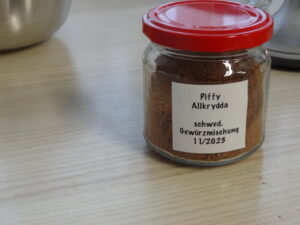 Piffy
Allkrydda
schwed.
Gewürzmischung
11/2023